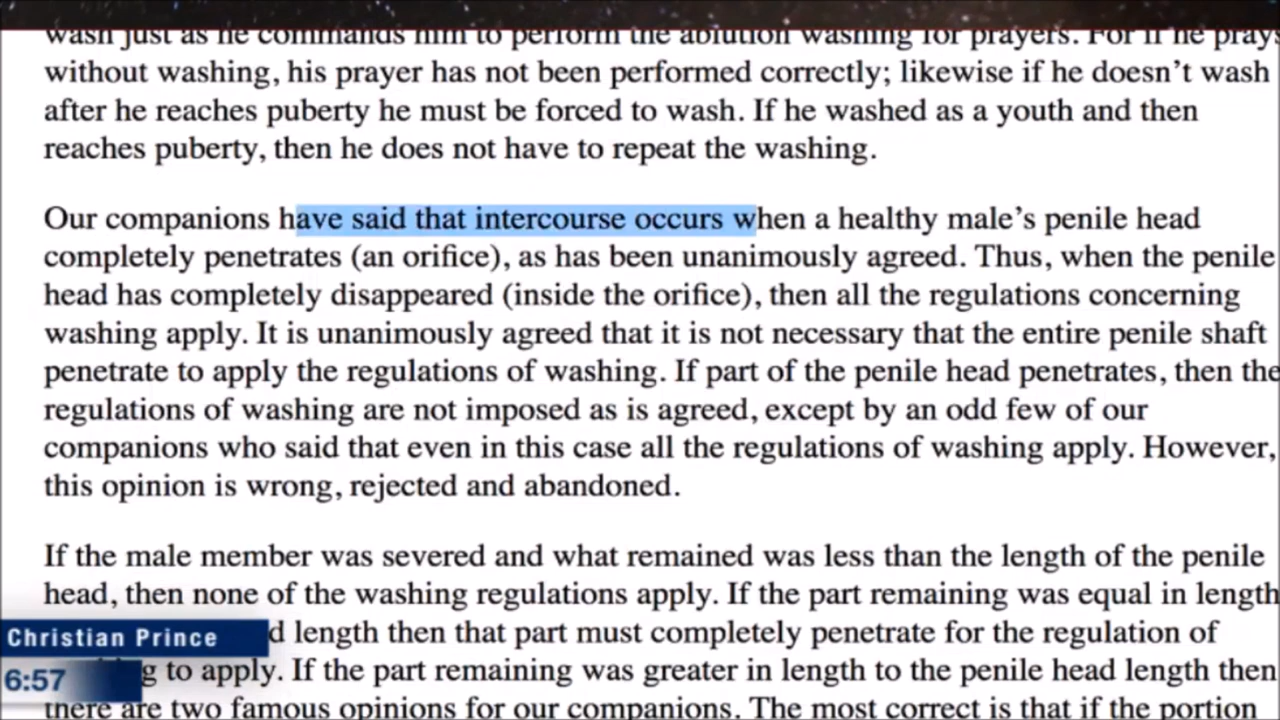 wash just as he commands him to perform the ablution washing for prayers. For if he prays
without washing, his prayer has not been performed correctly; likewise if he doesn't wash
after he reaches puberty he must be forced to wash. If he washed as a youth and then
reaches puberty, then he does not have to repeat the washing.
Our companions have said that intercourse occurs when a healthy male's penile head
completely penetrates (an orifice), as has been unanimously agreed. Thus, when the penile
head has completely disappeared (inside the orifice), then all the regulations concerning
washing apply. It is unanimously agreed that it is not necessary that the entire penile shaft
penetrate to apply the regulations of washing. If part of the penile head penetrates, then the
regulations of washing are not imposed as is agreed, except by an odd few of our
companions who said that even in this case all the regulations of washing apply. However,
this opinion is wrong, rejected and abandoned.
If the male member was severed and what remained was less than the length of the penile
head, then none of the washing regulations apply. If the part remaining was equal in length
Christian Prince
length then that part must completely penetrate for the regulation of
6:57
to apply. If the part remaining was greater in length to the penile head length then
there are two famous opinions for our companions. The most correct is that if the portion